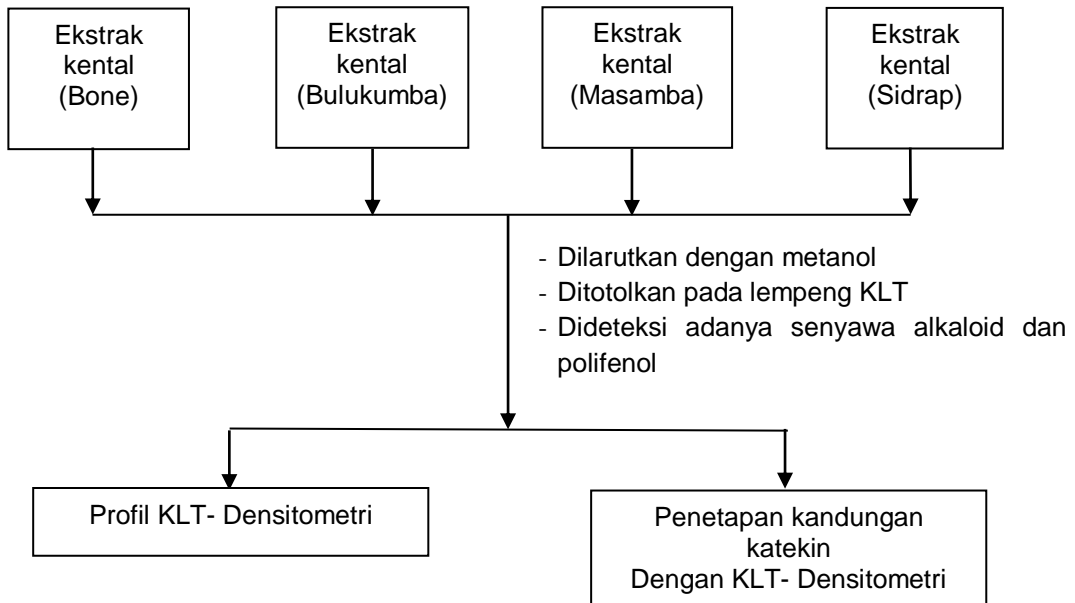 Ekstrak
kental
(Bone)
Ekstrak
kental
(Bulukumba)
Ekstrak
kental
(Masamba)
Ekstrak
kental
(Sidrap)
- Dilarutkan dengan metanol
- Ditotolkan pada lempeng KLT
- Dideteksi adanya senyawa alkaloid dan
polifenol
Profil KLT- Densitometri
Penetapan kandungan
katekin
Dengan KLT- Densitometri